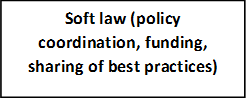 Soft law (policy
coordination, funding,
sharing of best practices)